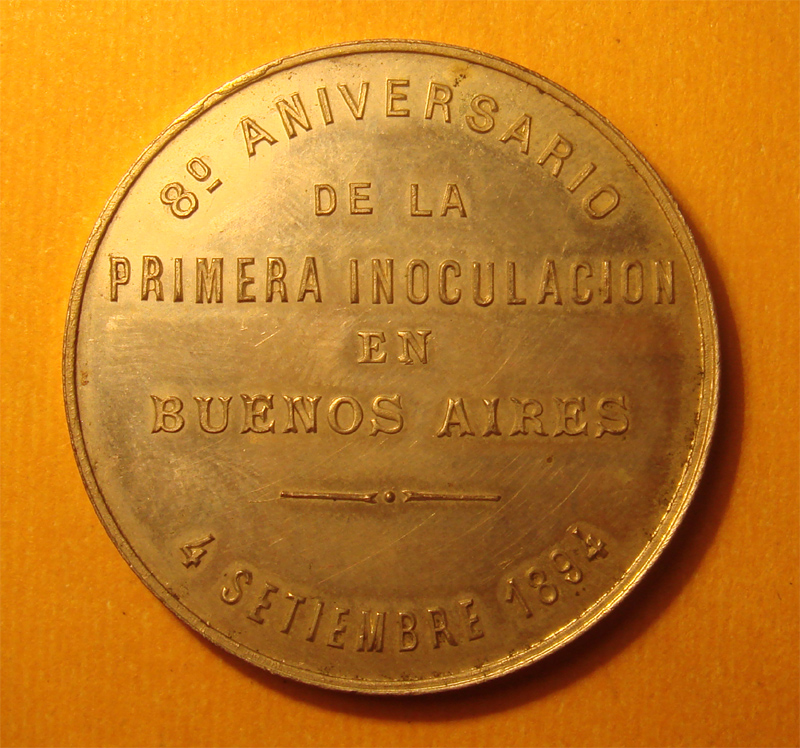 8º ANIVERSARIO
DE LA
PRIMERA INOCULACION
EN
BUENOS AIRES
4 SETIEMBRE 1894